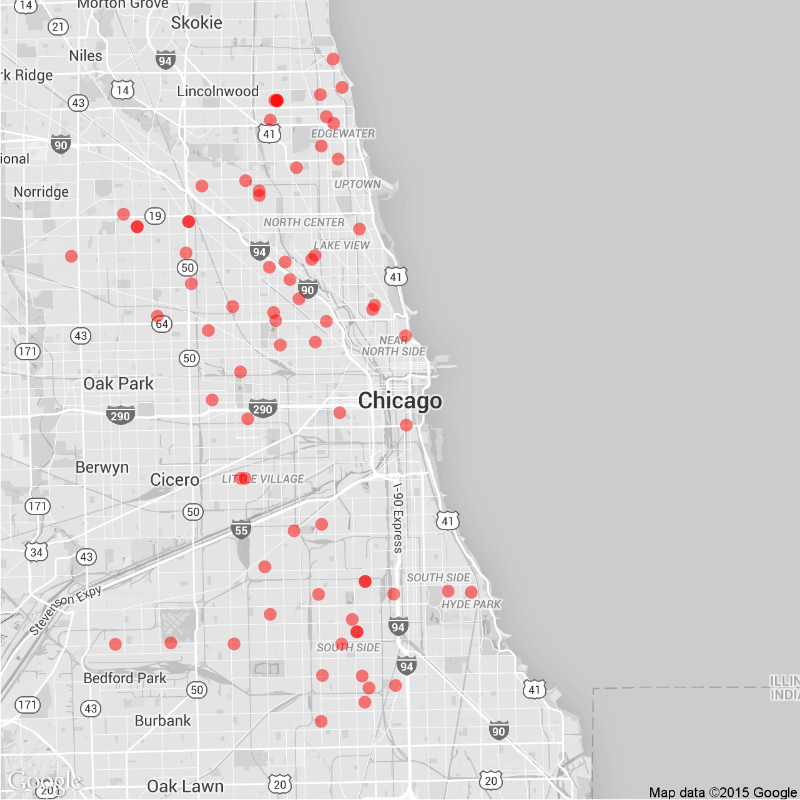 14
Morton Grove
21
Skokie
Niles
94
rk Ridge
14
Lincolnwood
43
41
EDGEWATER
90
ional
Norridge
UPTOWN
19
NORTH CENTER
LAKE VIEW
94
50
41
90
64
43
NEAR
NORTH SIDE
171
50
Oak Park
Chicago
290
290
Berwyn
Cicero
LITTLE VILLAGE
171
50
I-90 Express
41
55
34
43
SOUTH SIDE
HYDE PARK
Stevenson Expy
94
SOUTH SIDE
94
Bedford Park
ILLIN
INDIA
50
41
171
43
Burbank
90
Oak Lawn
20
20
20
Google
Map data ©2015 Google